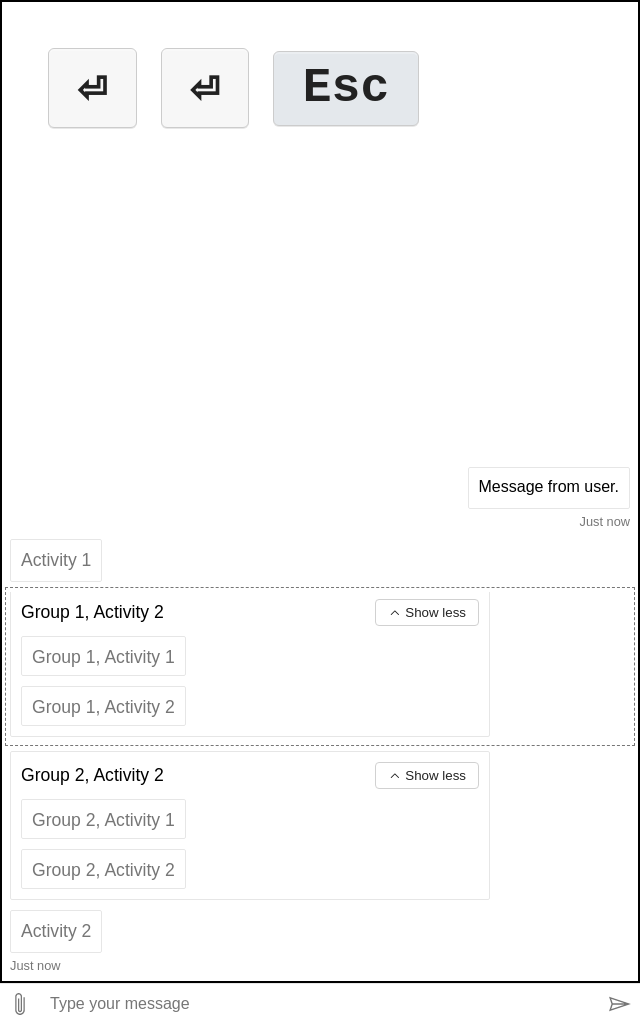 ⏎ ⏎ Esc
Message from user.
Just now
Activity 1
Group 1, Activity 2 Show less
Group 1, Activity 1
Group 1, Activity 2
Group 2, Activity 2 Show less
Group 2, Activity 1
Group 2, Activity 2
Activity 2
Just now
Type your message